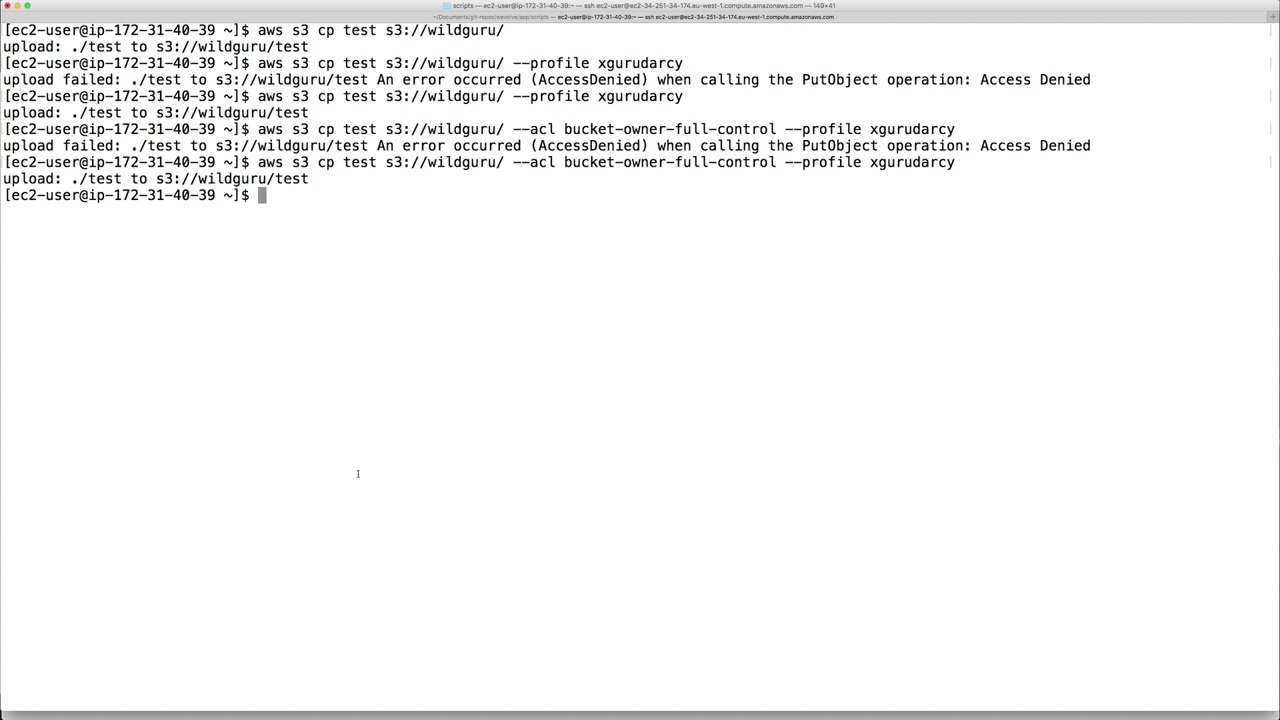 scripts — ec2-user@ip-172-31-40-39:~ — ssh ec2-user@ec2-34-251-34-174.eu-west-1.compute.amazonaws.com — 149×41
~/Documents/git-repos/wevolve/app/scripts — ec2-user@ip-172-31-40-39:~ — ssh ec2-user@ec2-34-251-34-174.eu-west-1.compute.amazonaws.com
[ec2-user@ip-172-31-40-39 ~]$ aws s3 cp test s3://wildguru/
upload: ./test to s3://wildguru/test
[ec2-user@ip-172-31-40-39 ~]$ aws s3 cp test s3://wildguru/ --profile xgurudarcy
upload failed: ./test to s3://wildguru/test An error occurred (AccessDenied) when calling the PutObject operation: Access Denied
[ec2-user@ip-172-31-40-39 ~]$ aws s3 cp test s3://wildguru/ --profile xgurudarcy
upload: ./test to s3://wildguru/test
[ec2-user@ip-172-31-40-39 ~]$ aws s3 cp test s3://wildguru/ --acl bucket-owner-full-control --profile xgurudarcy
upload failed: ./test to s3://wildguru/test An error occurred (AccessDenied) when calling the PutObject operation: Access Denied
[ec2-user@ip-172-31-40-39 ~]$ aws s3 cp test s3://wildguru/ --acl bucket-owner-full-control --profile xgurudarcy
upload: ./test to s3://wildguru/test
[ec2-user@ip-172-31-40-39 ~]$